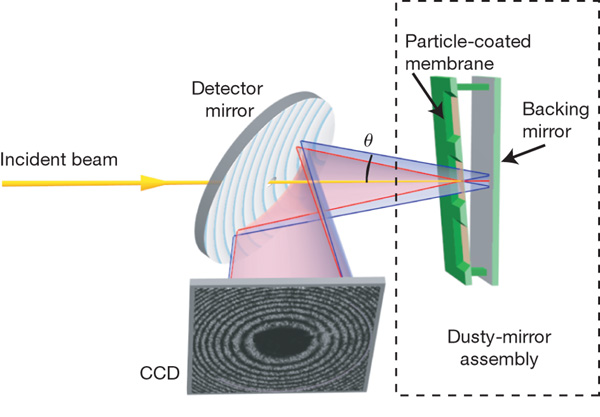 Particle-coated
membrane
Detector
mirror
Backing
mirror
θ
Incident beam
Dusty-mirror
assembly
CCD